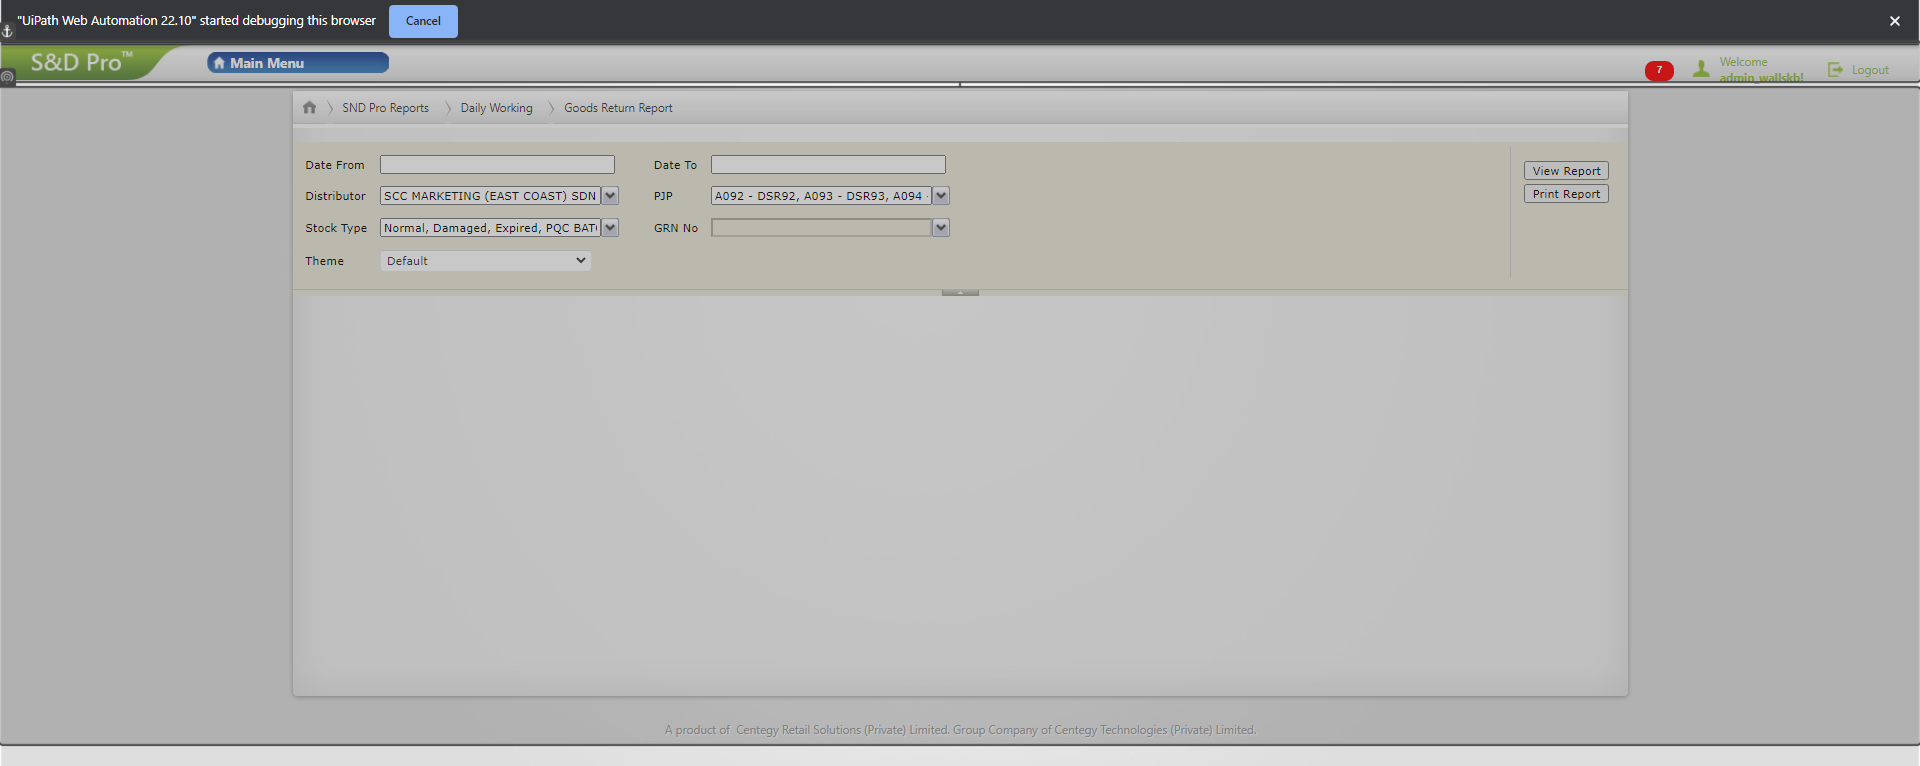 "UiPath Web Automation 22.10" started debugging this browser Cancel
S&D Pro™ Main Menu 7 Welcome admin_wallskb! Logout
SND Pro Reports Daily Working Goods Return Report
Date From Date To View Report
Distributor SCC MARKETING (EAST COAST) SDN PJP A092 - DSR92, A093 - DSR93, A094 Print Report
Stock Type Normal, Damaged, Expired, PQC GRN No
Theme Default
A product of Centegy Retail Solutions (Private) Limited. Group Company of Centegy Technologies (Private) Limited.